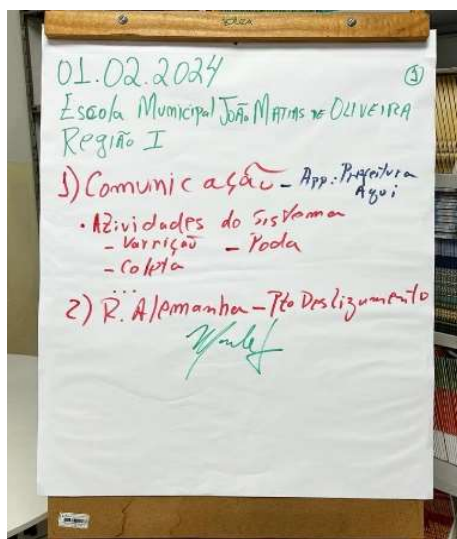 01.02.2024 ①
Escola Municipal João Matias de Oliveira
Região I
1) Comunicação - App: Prefeitura
Aqui
• Atividades do Sistema
- Varrição - Poda
- Coleta
...
2) R. Alemanha - Pto Deslizamento